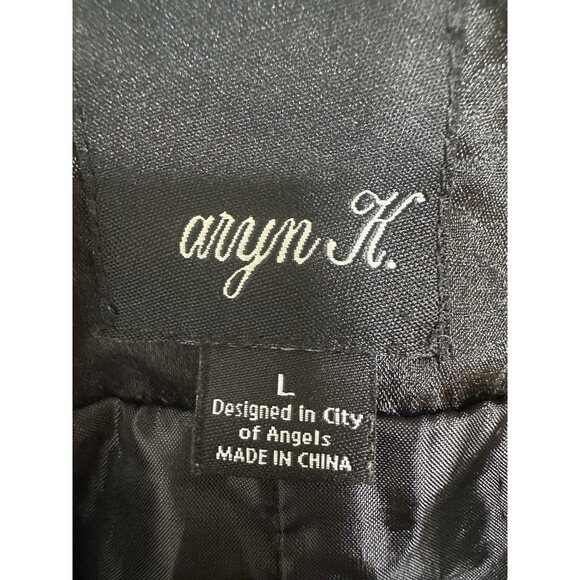 aryn K.
L
Designed in City
of Angels
MADE IN CHINA